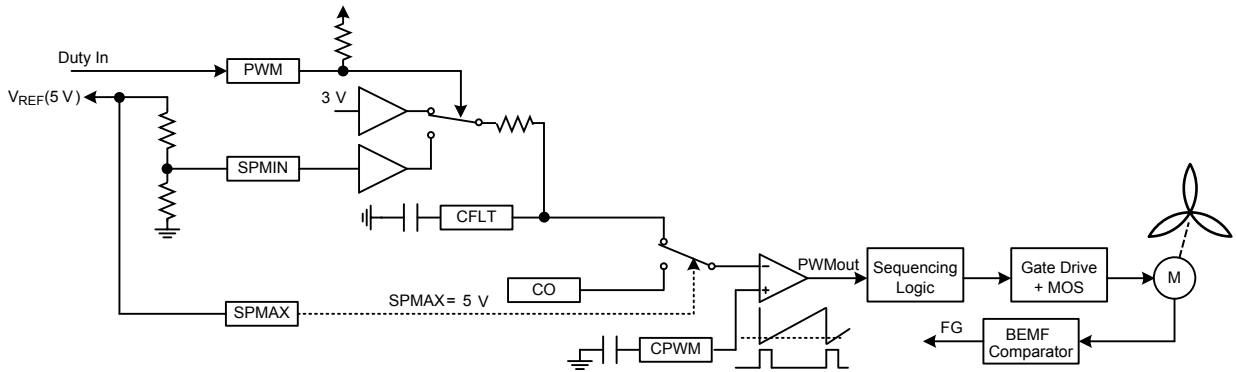 Duty In
PWM
VREF(5 V)
3 V
SPMIN
CFLT
CO
SPMAX
SPMAX = 5 V
CPWM
PWMout
Sequencing
Logic
Gate Drive
+ MOS
M
FG
BEMF
Comparator